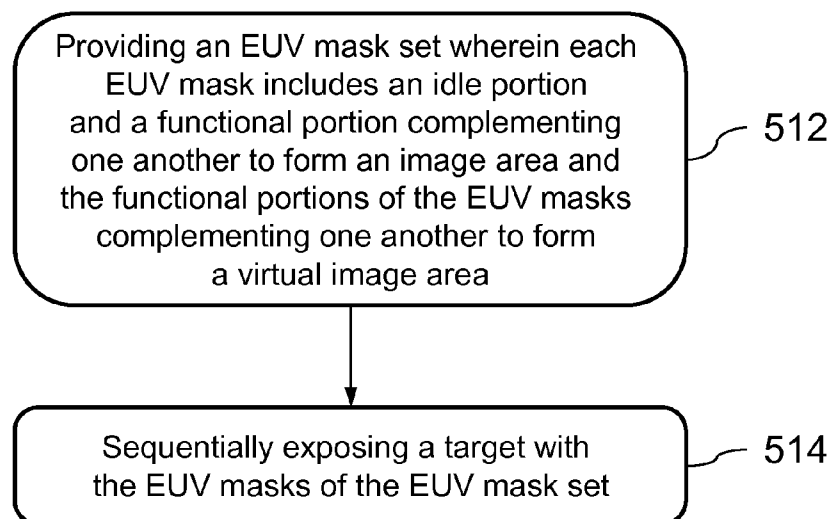 Providing an EUV mask set wherein each
EUV mask includes an idle portion
and a functional portion complementing
one another to form an image area and
the functional portions of the EUV masks
complementing one another to form
a virtual image area
512
Sequentially exposing a target with
the EUV masks of the EUV mask set
514